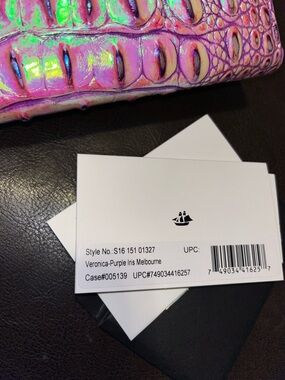 Style No. S16 151 01327 UPC:
Veronica-Purple Iris Melbourne
Case#005139 UPC#749034416257
7 49034 41625 7